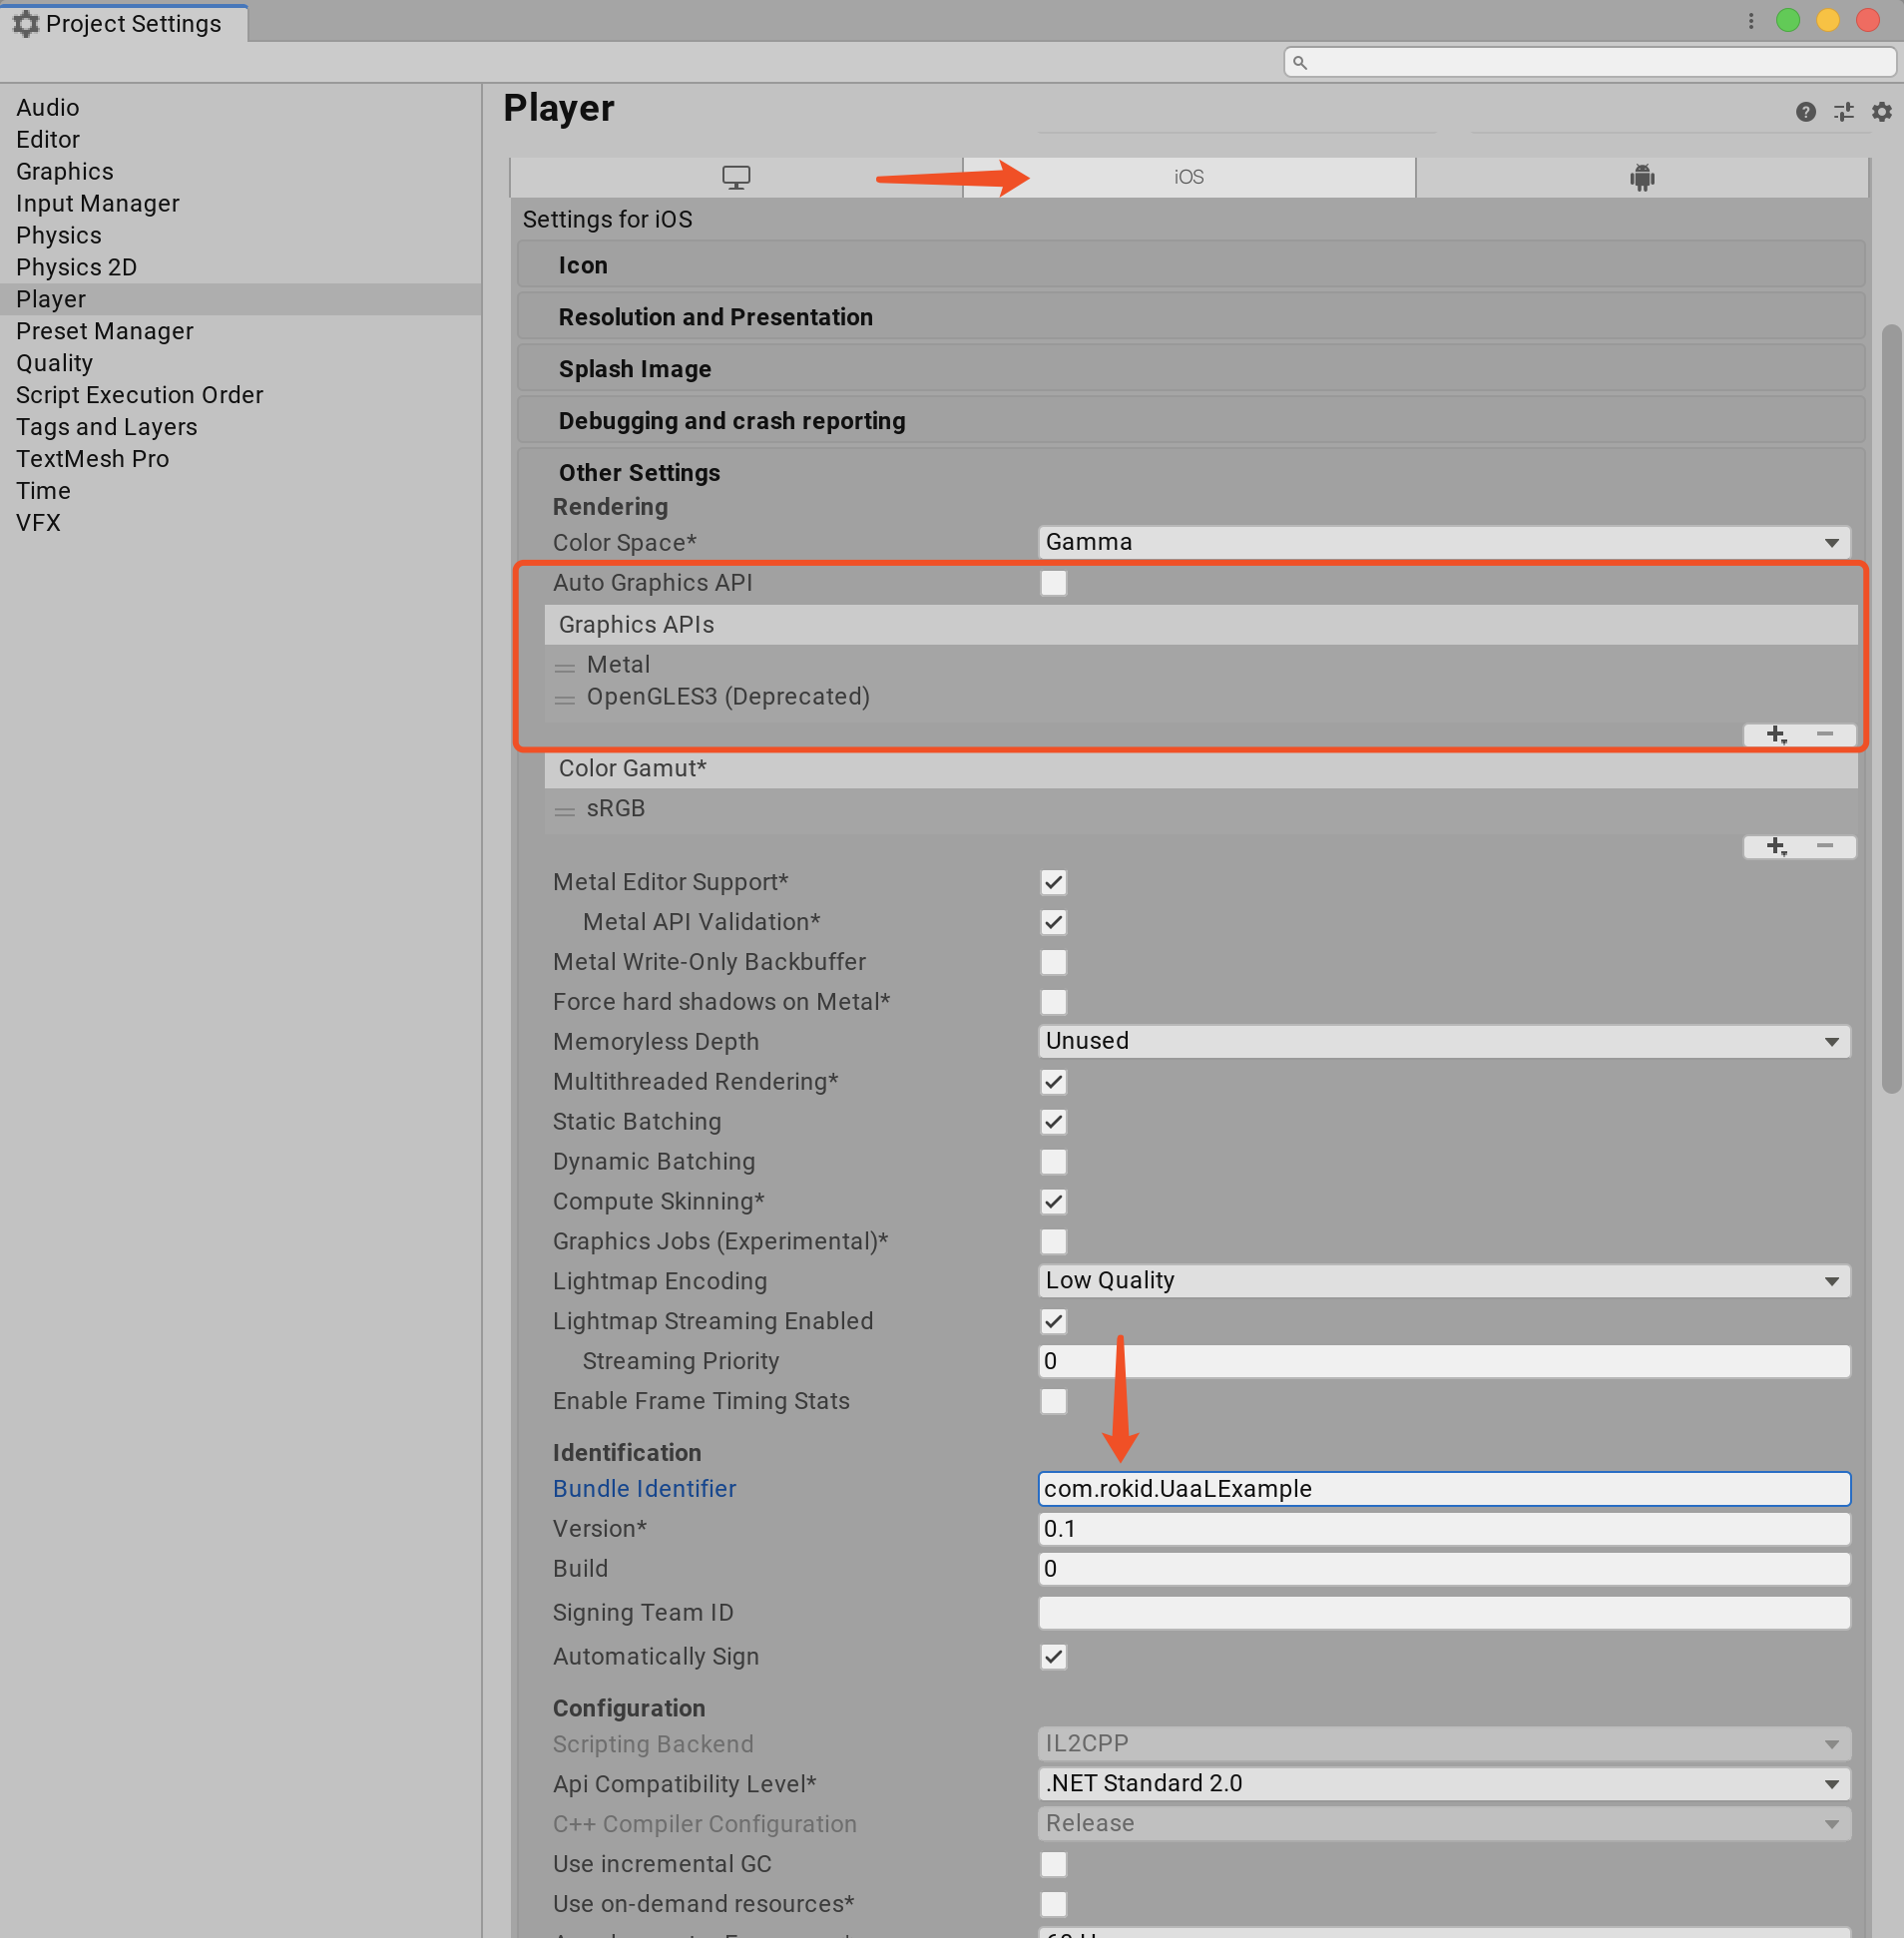 Project Settings
Audio
Editor
Graphics
Input Manager
Physics
Physics 2D
Player
Preset Manager
Quality
Script Execution Order
Tags and Layers
TextMesh Pro
Time
VFX
Player
iOS
Settings for iOS
Icon
Resolution and Presentation
Splash Image
Debugging and crash reporting
Other Settings
Rendering
Color Space* Gamma
Auto Graphics API
Graphics APIs
Metal
OpenGLES3 (Deprecated)
Color Gamut*
sRGB
Metal Editor Support*
Metal API Validation*
Metal Write-Only Backbuffer
Force hard shadows on Metal*
Memoryless Depth Unused
Multithreaded Rendering*
Static Batching
Dynamic Batching
Compute Skinning*
Graphics Jobs (Experimental)*
Lightmap Encoding Low Quality
Lightmap Streaming Enabled
Streaming Priority 0
Enable Frame Timing Stats
Identification
Bundle Identifier com.rokid.UaaLExample
Version* 0.1
Build 0
Signing Team ID
Automatically Sign
Configuration
Scripting Backend IL2CPP
Api Compatibility Level* .NET Standard 2.0
C++ Compiler Configuration Release
Use incremental GC
Use on-demand resources*